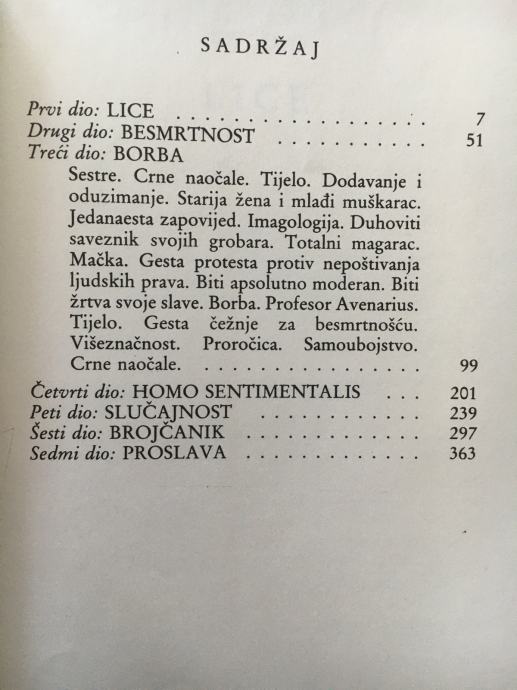 SADRŽAJ
Prvi dio: LICE . . . . . . . . . . . . . . . . . . 7
Drugi dio: BESMRTNOST . . . . . . . . . . . 51
Treći dio: BORBA
Sestre. Crne naočale. Tijelo. Dodavanje i
oduzimanje. Starija žena i mlađi muškarac.
Jedanaesta zapovijed. Imagologija. Duhoviti
saveznik svojih grobara. Totalni magarac.
Mačka. Gesta protesta protiv nepoštivanja
ljudskih prava. Biti apsolutno moderan. Biti
žrtva svoje slave. Borba. Profesor Avenarius.
Tijelo. Gesta čežnje za besmrtnošću.
Višeznačnost. Proročica. Samoubojstvo.
Crne naočale. . . . . . . . . . . . . . . . 99
Četvrti dio: HOMO SENTIMENTALIS . . . 201
Peti dio: SLUČAJNOST . . . . . . . . . . . . 239
Šesti dio: BROJČANIK . . . . . . . . . . . . . 297
Sedmi dio: PROSLAVA . . . . . . . . . . . . . 363